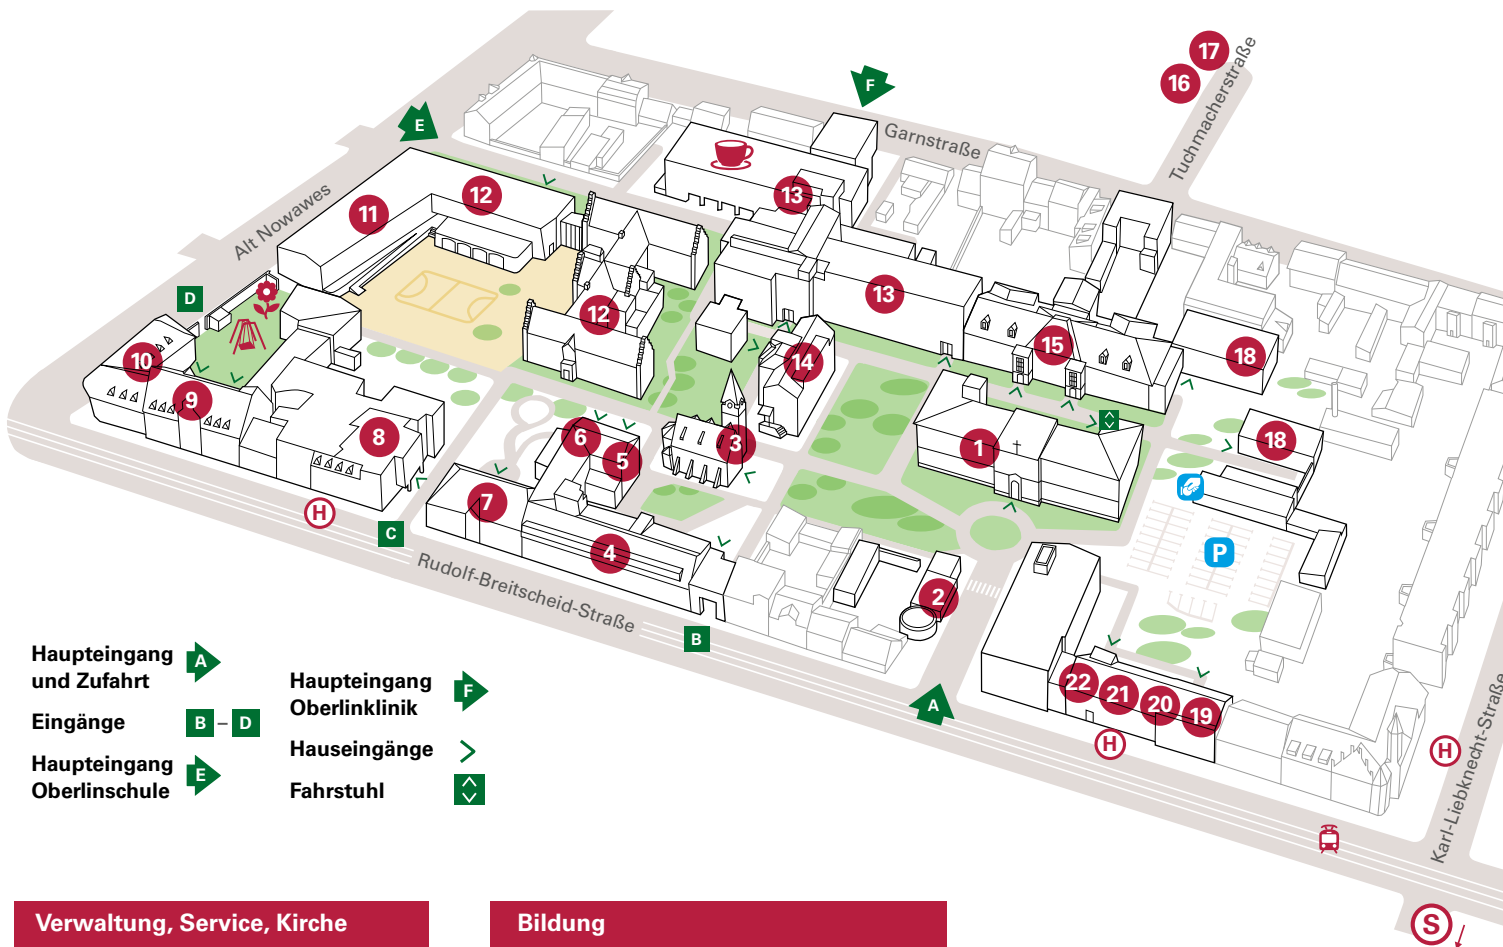 17
16
F
Garnstraße
Tuchmacherstraße
E
12
13
11
Alt Nowawes
D
13
12
15
14
18
10
9
8
6
5
3
1
18
7
H
C
4
P
Rudolf-Breitscheid-Straße
2
B
A
22
21
20
19
H
H
Karl-Liebknecht-Straße
S
Haupteingang
und Zufahrt
A
Eingänge
B – D
Haupteingang
Oberlinschule
E
Haupteingang
Oberlinklinik
F
Hauseingänge
Fahrstuhl
Verwaltung, Service, Kirche
Bildung